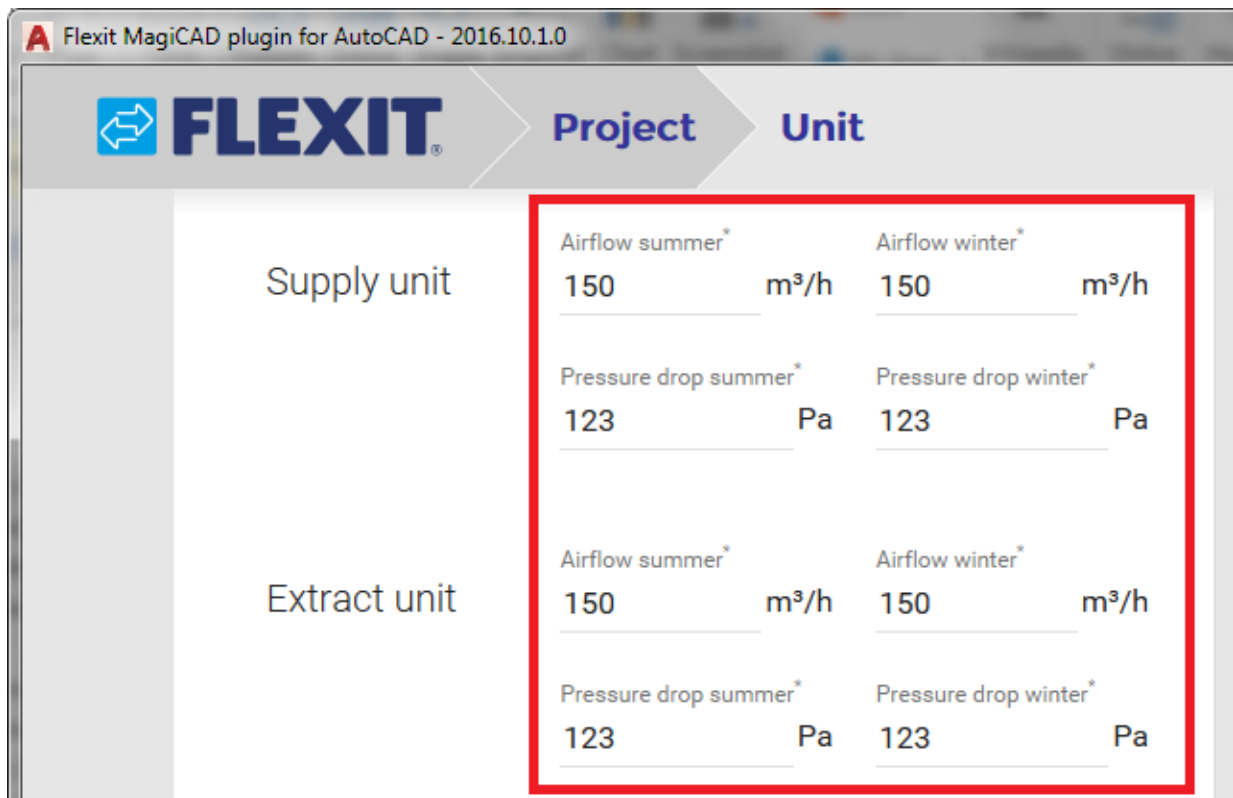 Flexit MagiCAD plugin for AutoCAD - 2016.10.1.0
FLEXIT® Project Unit
Airflow summer* Airflow winter*
Supply unit 150 m³/h 150 m³/h
Pressure drop summer* Pressure drop winter*
123 Pa 123 Pa
Airflow summer* Airflow winter*
Extract unit 150 m³/h 150 m³/h
Pressure drop summer* Pressure drop winter*
123 Pa 123 Pa